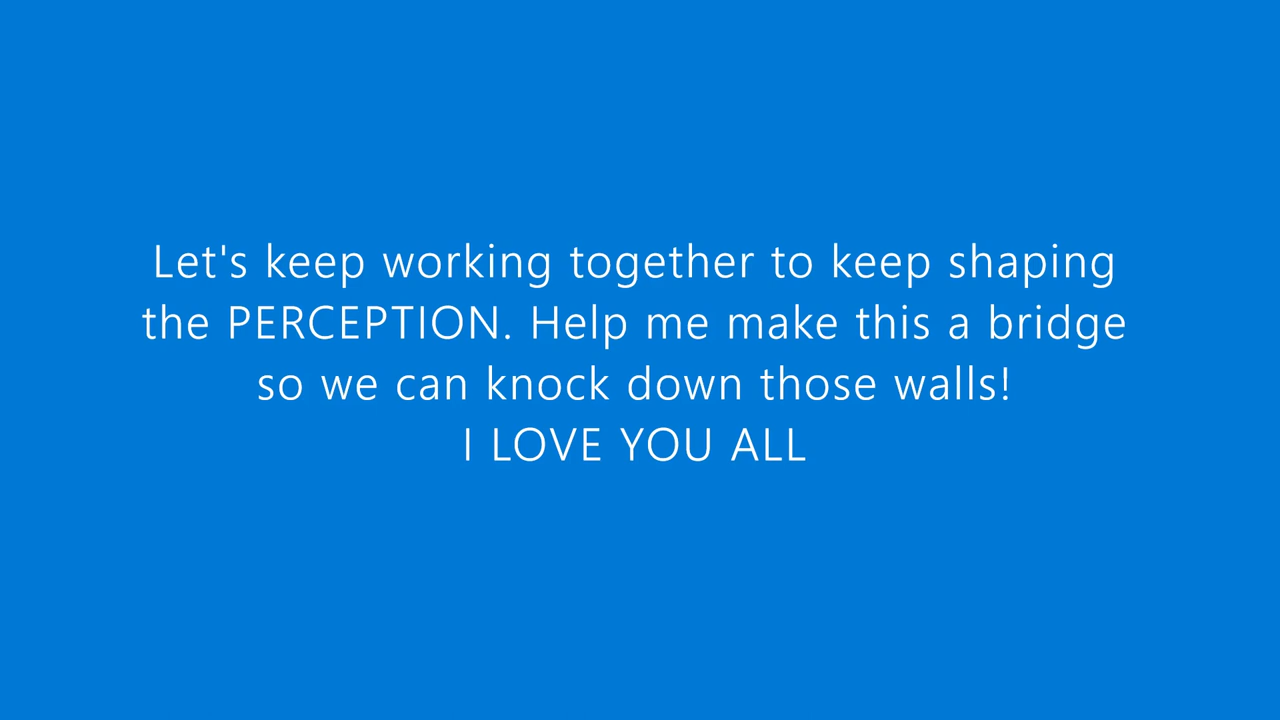 Let's keep working together to keep shaping
the PERCEPTION. Help me make this a bridge
so we can knock down those walls!
I LOVE YOU ALL